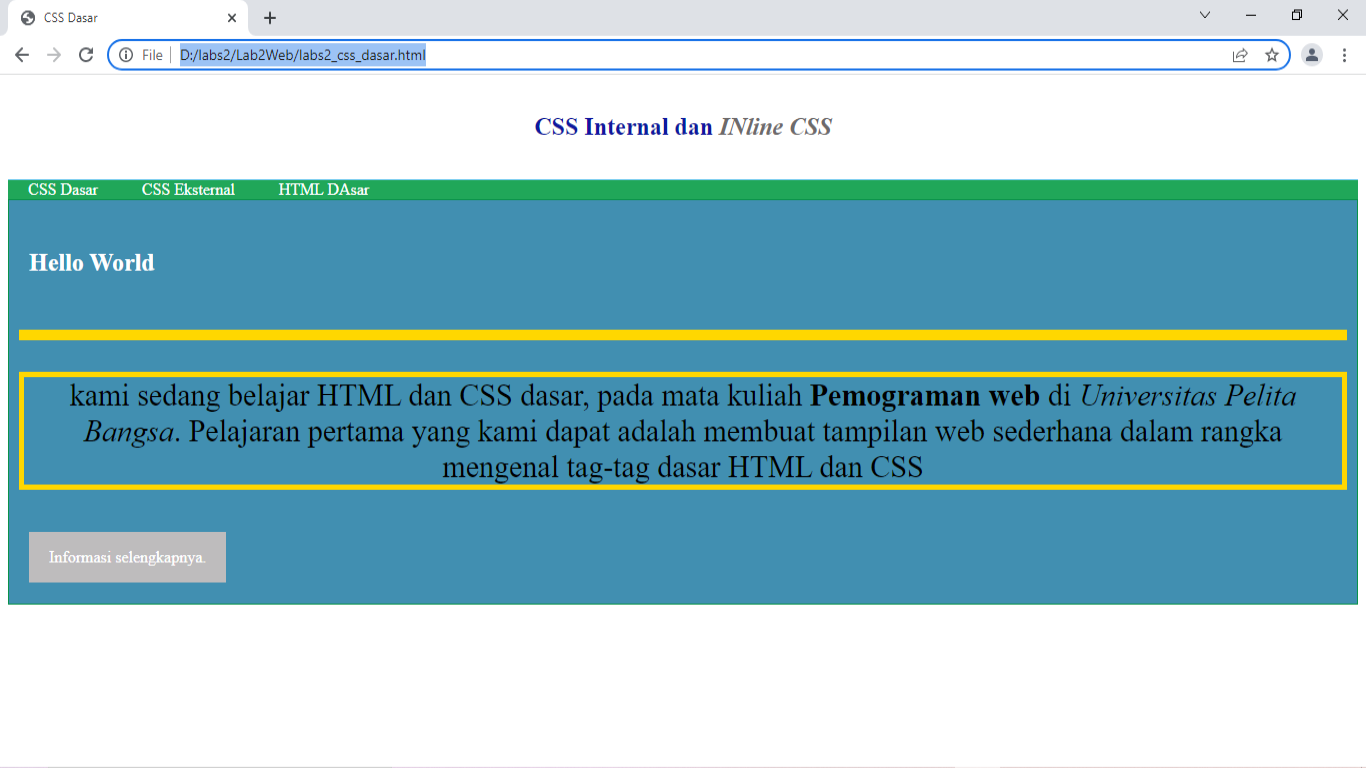 CSS Dasar
File
D:/labs2/Lab2Web/labs2_css_dasar.html
CSS Internal dan INline CSS
CSS Dasar CSS Eksternal HTML DAsar
Hello World
kami sedang belajar HTML dan CSS dasar, pada mata kuliah Pemograman web di Universitas Pelita
Bangsa. Pelajaran pertama yang kami dapat adalah membuat tampilan web sederhana dalam rangka
mengenal tag-tag dasar HTML dan CSS
Informasi selengkapnya.